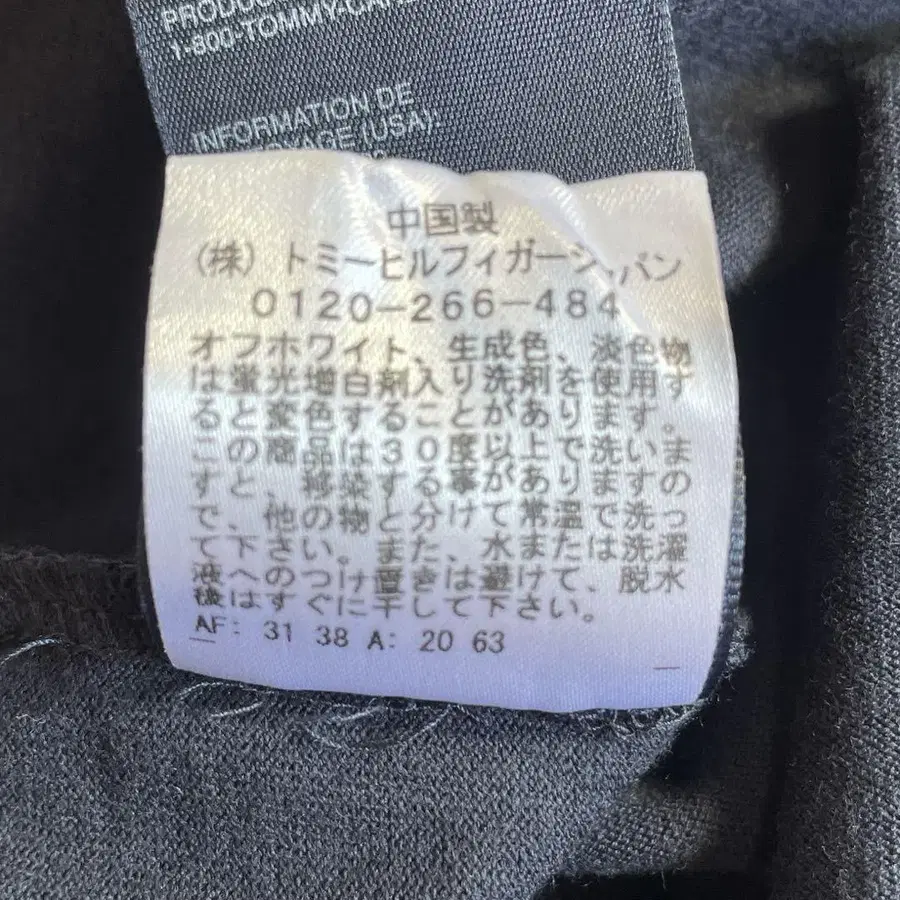 PRODUC
1-800-TOMMY-CA
INFORMATION DE
(USA):
中国製
(株) トミーヒルフィガージャパン
0120-266-484
オフホワイト、生成色、淡色物
は蛍光増白剤入り洗剤を使用す
ると変色することがあります。
この商品は30度以上で洗いま
すと、移染する事がありますの
で、他の物と分けて常温で洗っ
て下さい。また、水または洗濯
液へのつけ置きは避けて、脱水
後はすぐに干して下さい。
AF: 31 38 A: 20 63